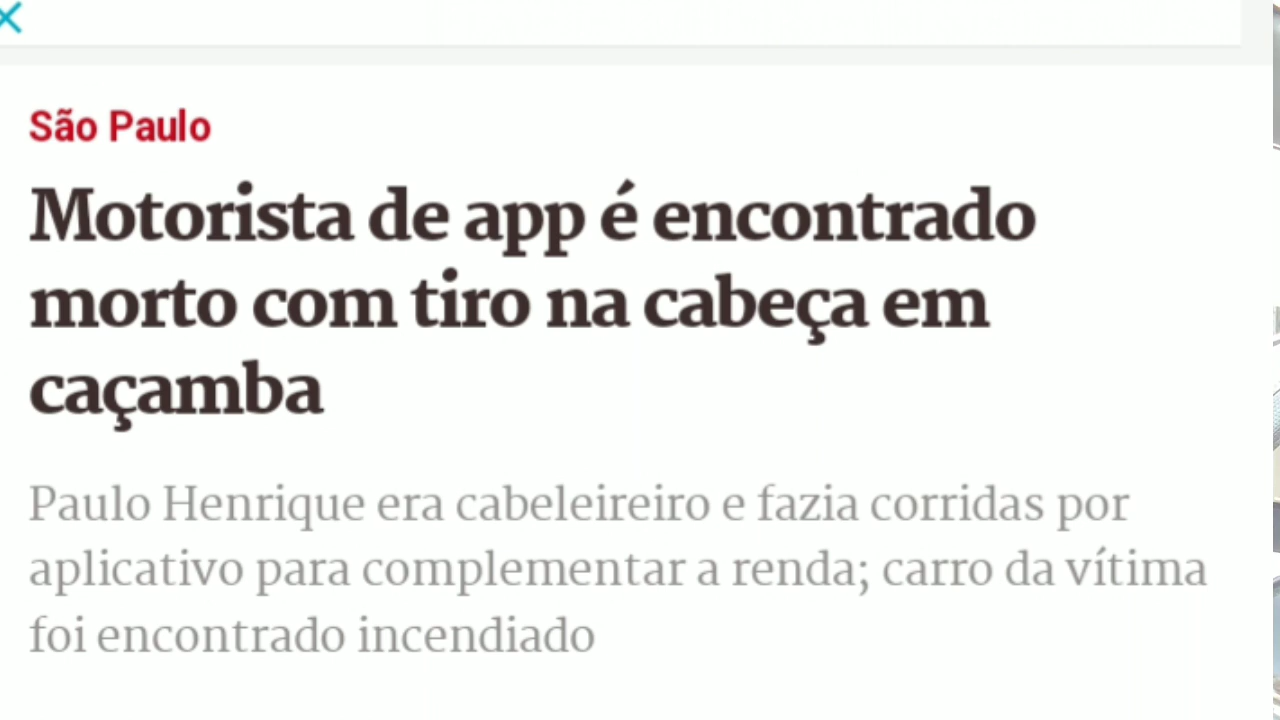 São Paulo
Motorista de app é encontrado
morto com tiro na cabeça em
caçamba
Paulo Henrique era cabeleireiro e fazia corridas por
aplicativo para complementar a renda; carro da vítima
foi encontrado incendiado